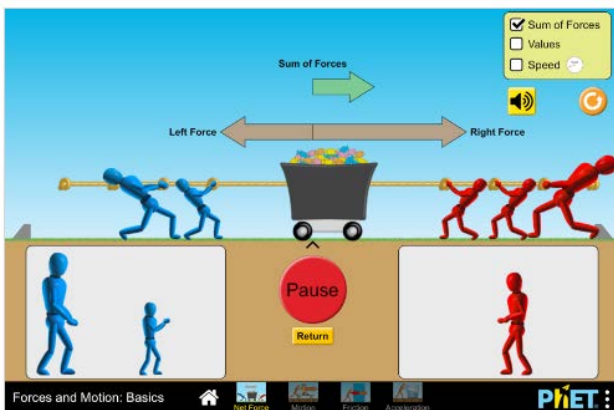 Sum of Forces
Values
Speed
Sum of Forces
Left Force
Right Force
Pause
Return
Forces and Motion: Basics
Net Force
Motion
Friction
Acceleration
PhET